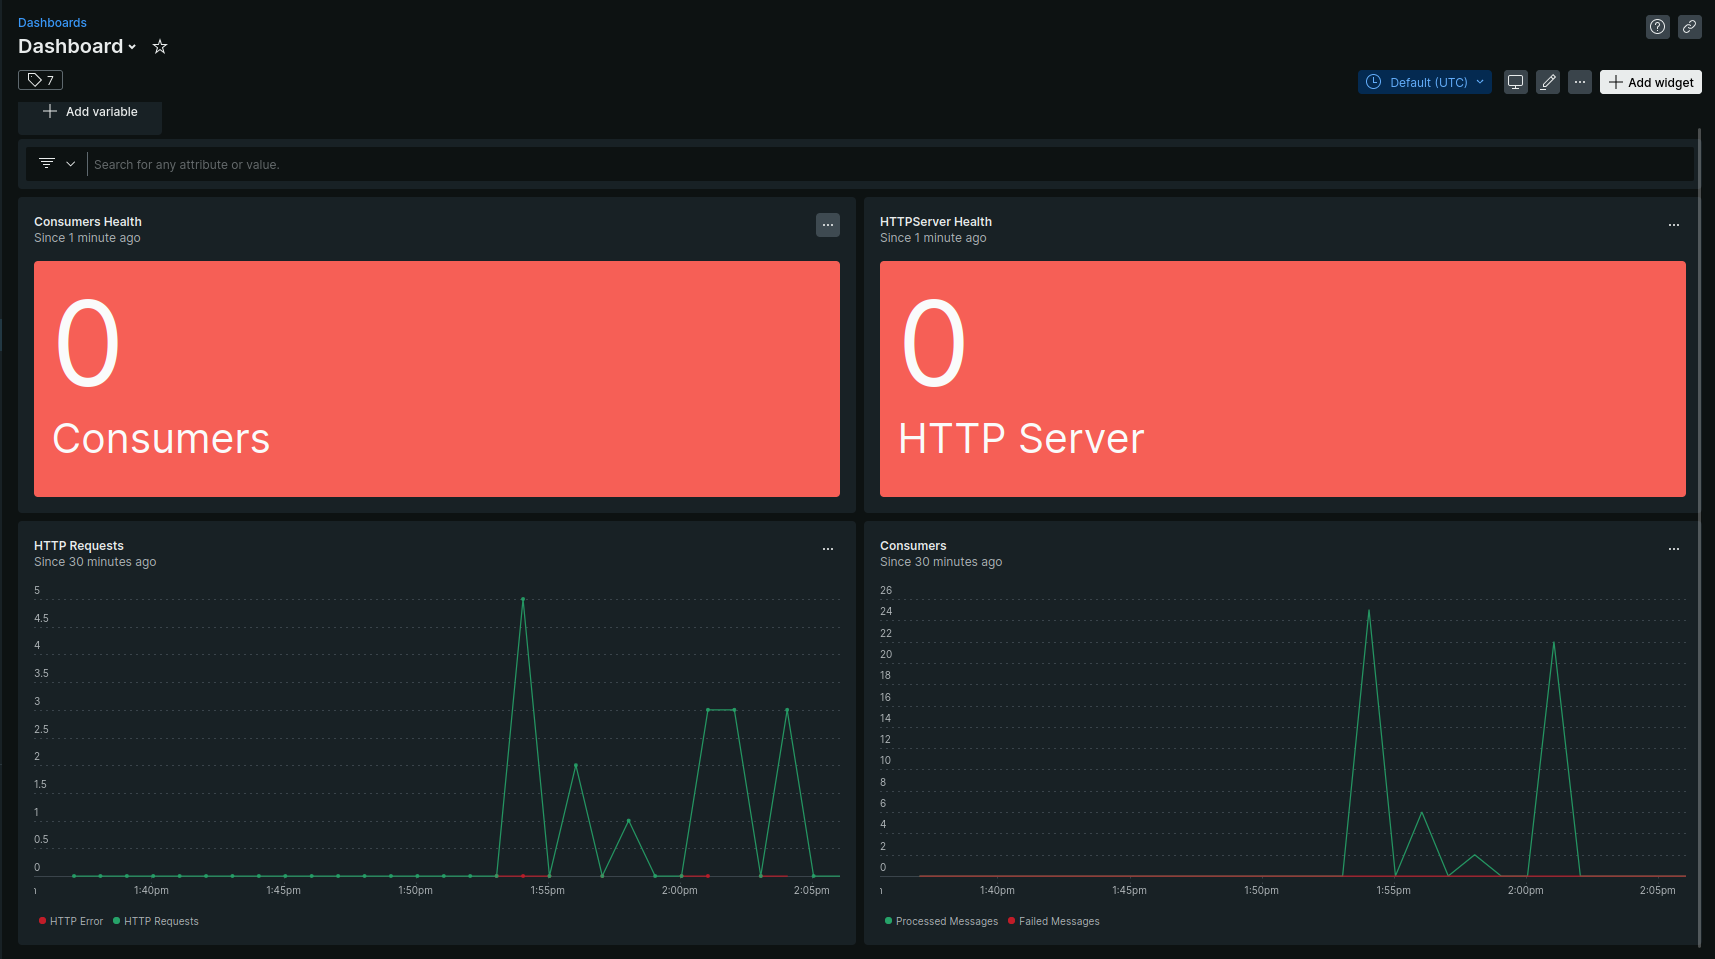 Dashboards
Dashboard
7
Default (UTC)
Add widget
Add variable
Search for any attribute or value.
Consumers Health
Since 1 minute ago
0
Consumers
HTTPServer Health
Since 1 minute ago
0
HTTP Server
HTTP Requests
Since 30 minutes ago
5
4.5
4
3.5
3
2.5
2
1.5
1
0.5
0
1:40pm 1:45pm 1:50pm 1:55pm 2:00pm 2:05pm
HTTP Error HTTP Requests
Consumers
Since 30 minutes ago
26
24
22
20
18
16
14
12
10
8
6
4
2
0
1:40pm 1:45pm 1:50pm 1:55pm 2:00pm 2:05pm
Processed Messages Failed Messages